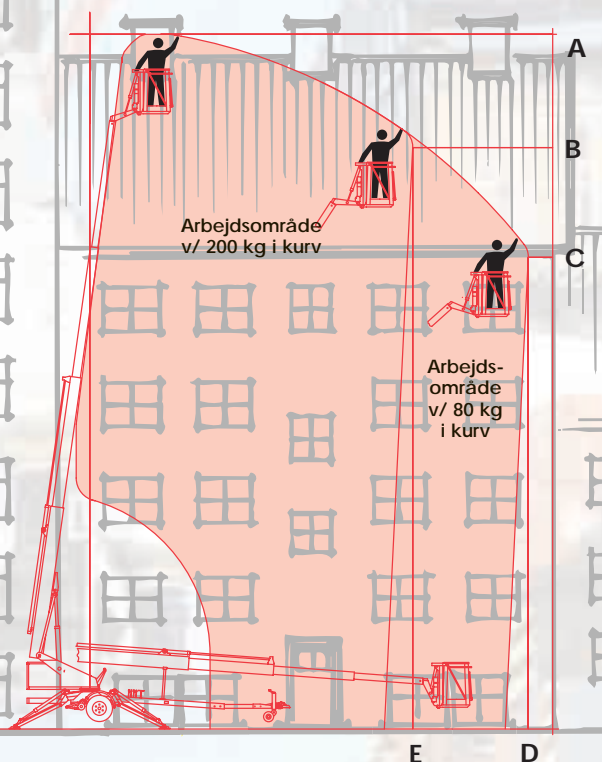 A
B
Arbejdsområde
v/ 200 kg i kurv
C
Arbejds-
område
v/ 80 kg
i kurv
E
D